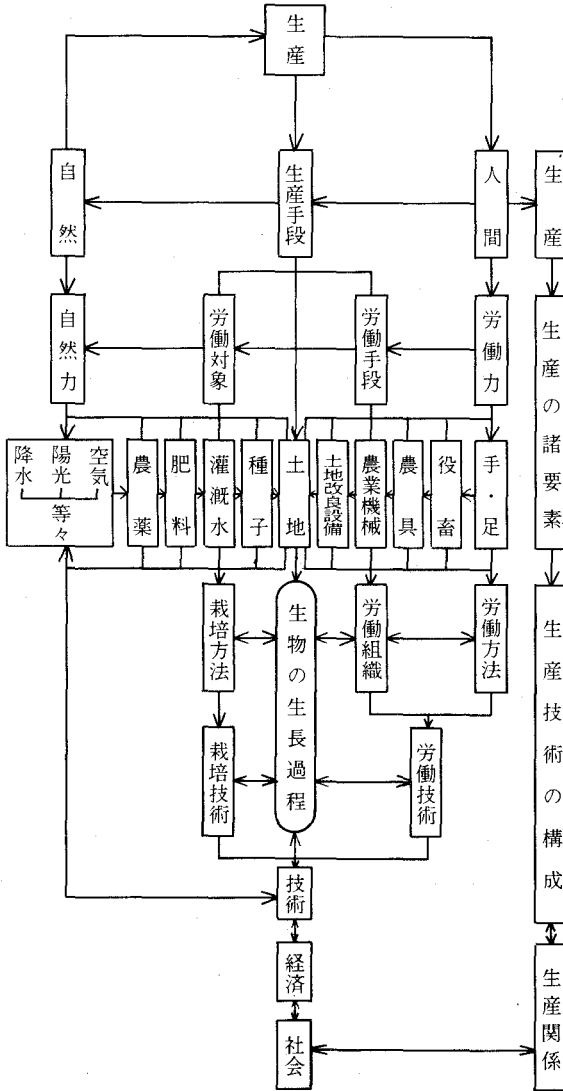 生産
自然
生産手段
人間
生産
自然力
労働対象
労働手段
労働力
生産の諸要素
降水
陽光
空気
等々
農薬
肥料
灌漑水
種子
土地
土地改良設備
農業機械
農具
役畜
手・足
栽培方法
生物の生長過程
労働組織
労働方法
生産技術の構成
栽培技術
労働技術
技術
経済
社会
生産関係